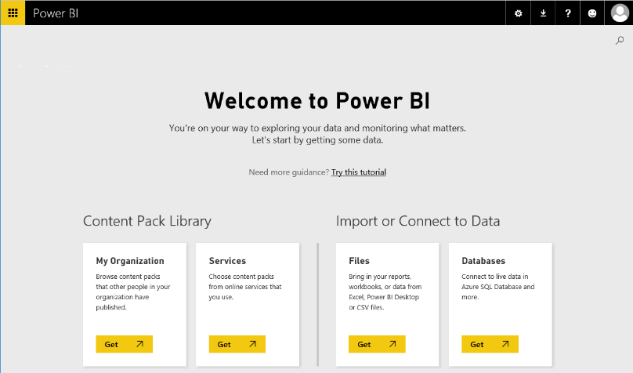 Power BI
?
Welcome to Power BI
You're on your way to exploring your data and monitoring what matters.
Let's start by getting some data.
Need more guidance? Try this tutorial
Content Pack Library
Import or Connect to Data
My Organization
Browse content packs
that other people in your
organization have
published.
Get
Services
Choose content packs
from online services that
you use.
Get
Files
Bring in your reports,
workbooks, or data from
Excel, Power BI Desktop
or CSV files.
Get
Databases
Connect to live data in
Azure SQL Database and
more.
Get